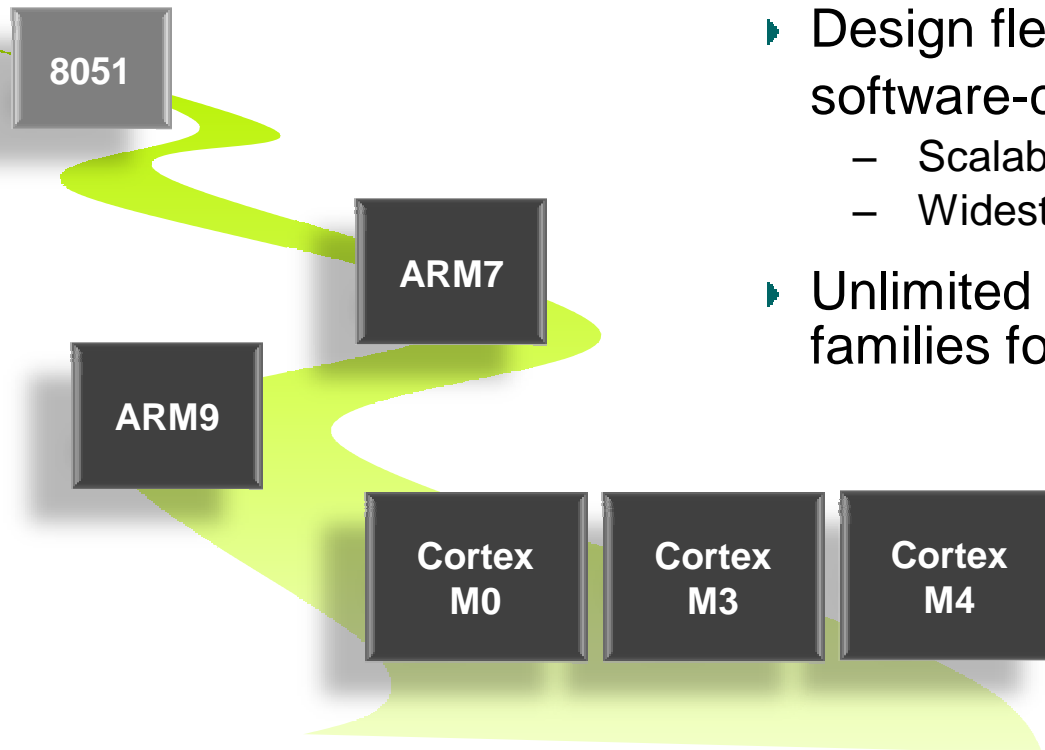 8051
ARM7
ARM9
Cortex
M0
Cortex
M3
Cortex
M4
Design fle
software-
– Scalab
– Widest
Unlimited
families fo